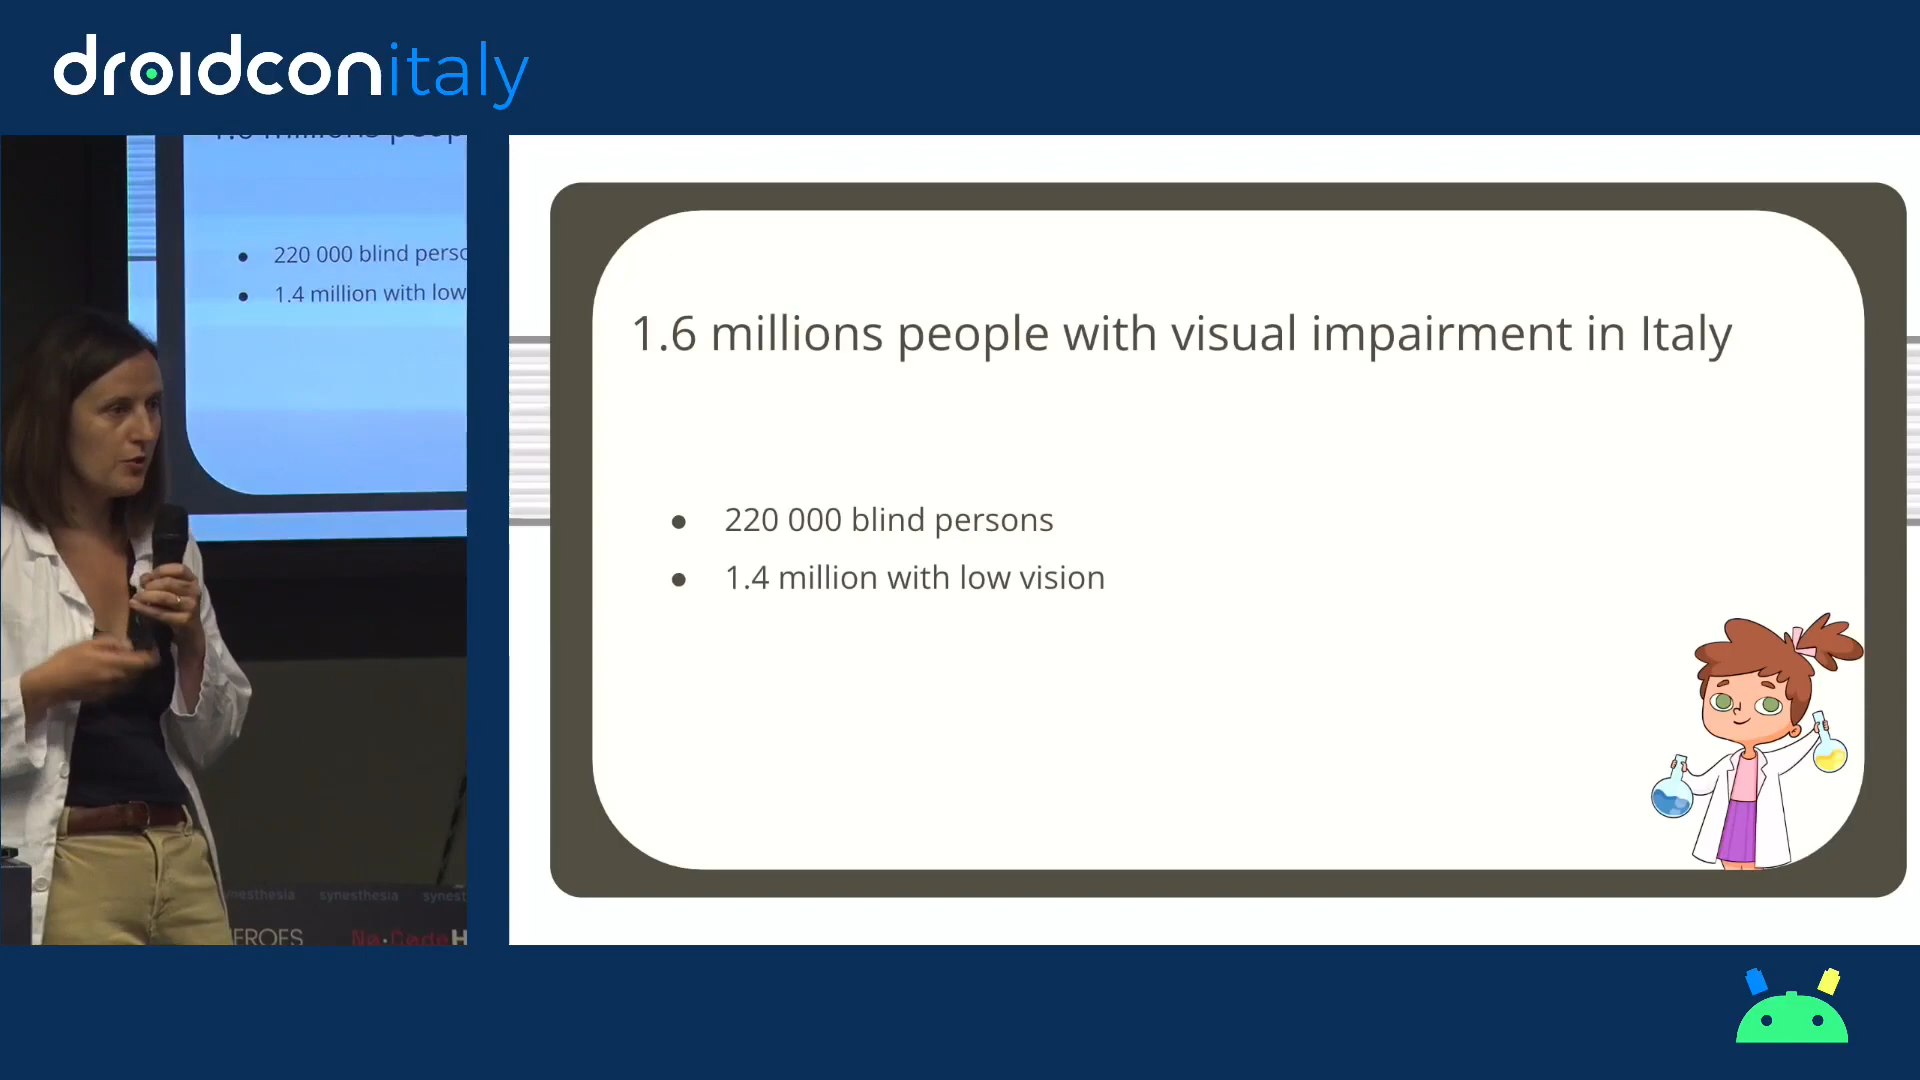 droidconitaly
220 000 blind
1.4 million with low
synesthesia synesthesia
1.6 millions people with visual impairment in Italy
● 220 000 blind persons
● 1.4 million with low vision